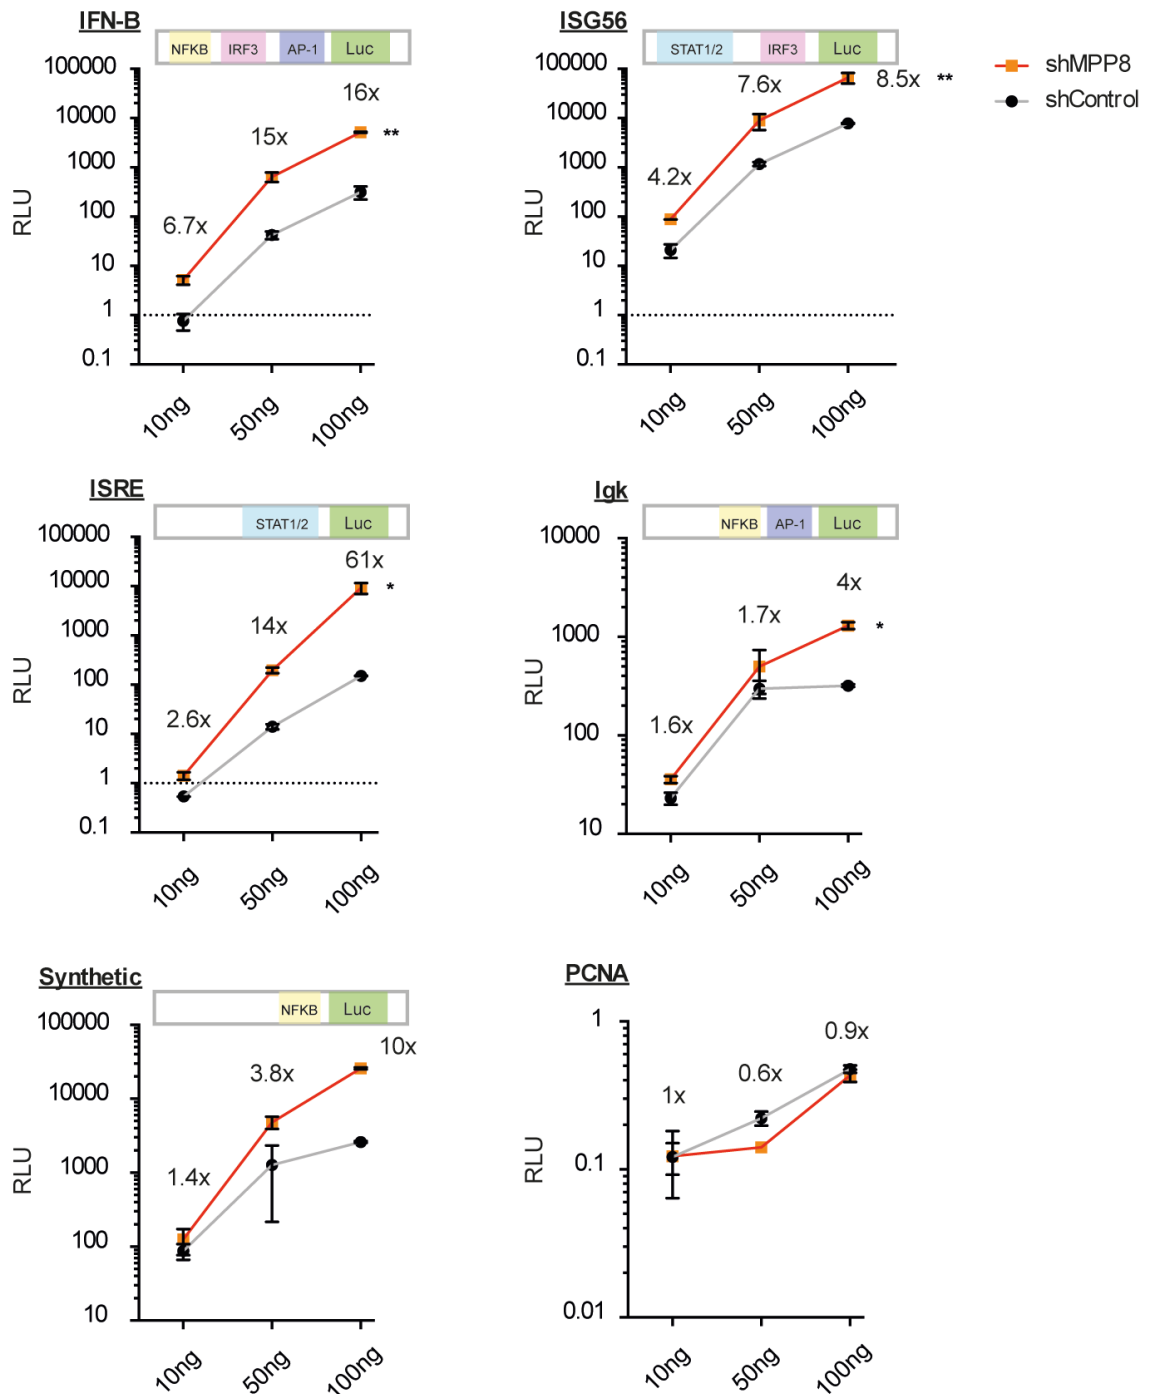 IFN-B
NFKB IRF3 AP-1 Luc
100000
10000
1000
100
10
1
0.1
RLU
6.7x
15x
16x
**
10ng 50ng 100ng
ISG56
STAT1/2 IRF3 Luc
100000
10000
1000
100
10
1
0.1
RLU
4.2x
7.6x
8.5x **
10ng 50ng 100ng
shMPP8
shControl
ISRE
STAT1/2 Luc
100000
10000
1000
100
10
1
0.1
RLU
2.6x
14x
61x
*
10ng 50ng 100ng
Igk
NFKB AP-1 Luc
10000
1000
100
10
RLU
1.6x
1.7x
4x
*
10ng 50ng 100ng
Synthetic
NFKB Luc
100000
10000
1000
100
10
RLU
1.4x
3.8x
10x
10ng 50ng 100ng
PCNA
1
0.1
0.01
RLU
1x
0.6x
0.9x
10ng 50ng 100ng